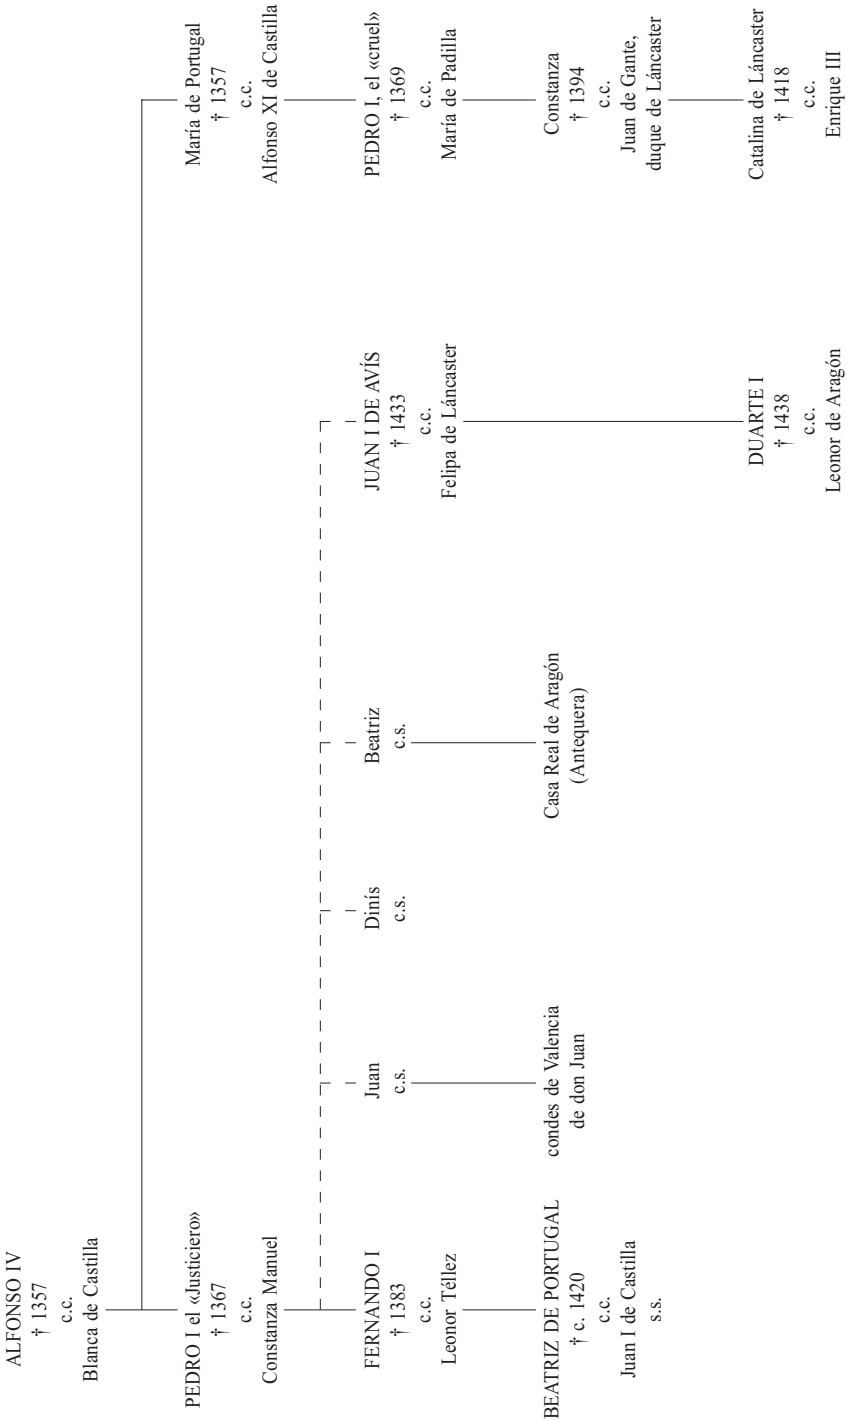 ALFONSO IV
† 1357
c.c.
Blanca de Castilla
PEDRO I el «Justiciero»
† 1367
c.c.
Constanza Manuel
María de Portugal
† 1357
c.c.
Alfonso XI de Castilla
FERNANDO I
† 1383
c.c.
Leonor Téllez
Juan
c.s.
Dinís
c.s.
Beatriz
c.s.
JUAN I DE AVÍS
† 1433
c.c.
Felipa de Láncaster
PEDRO I, el «cruel»
† 1369
c.c.
María de Padilla
BEATRIZ DE PORTUGAL
† c. 1420
c.c.
Juan I de Castilla
s.s.
condes de Valencia
de don Juan
Casa Real de Aragón
(Antequera)
Constanza
† 1394
c.c.
Juan de Gante,
duque de Láncaster
DUARTE I
† 1438
c.c.
Leonor de Aragón
Catalina de Láncaster
† 1418
c.c.
Enrique III